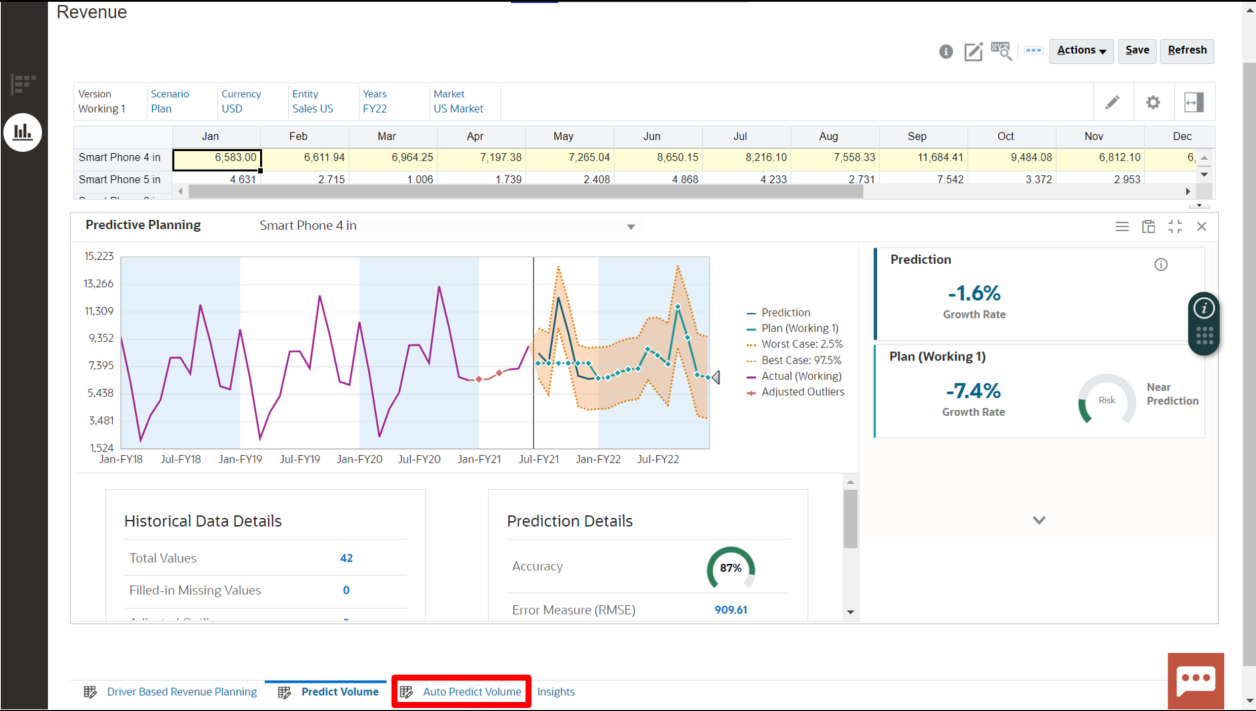 Revenue
Actions Save Refresh
Version Scenario Currency Entity Years Market
Working 1 Plan USD Sales US FY22 US Market
Jan Feb Mar Apr May Jun Jul Aug Sep Oct Nov Dec
Smart Phone 4 in 6,583.00 6,611.94 6,964.25 7,197.38 7,265.04 8,650.15 8,216.10 7,558.33 11,684.41 9,484.08 6,812.10 6,
Smart Phone 5 in 4.631 2.715 1.006 1.739 2.408 4.868 4.233 2.731 7.542 3.372 2.953
Predictive Planning Smart Phone 4 in
15,223
13,266
11,309
9,352
7,395
5,438
3,481
1,524
Jan-FY18 Jul-FY18 Jan-FY19 Jul-FY19 Jan-FY20 Jul-FY20 Jan-FY21 Jul-FY21 Jan-FY22 Jul-FY22
Prediction
Plan (Working 1)
Worst Case: 2.5%
Best Case: 97.5%
Actual (Working)
Adjusted Outliers
Prediction
-1.6%
Growth Rate
Plan (Working 1)
-7.4%
Growth Rate
Risk
Near
Prediction
Historical Data Details
Total Values 42
Filled-in Missing Values 0
Prediction Details
Accuracy 87%
Error Measure (RMSE) 909.61
Driver Based Revenue Planning Predict Volume Auto Predict Volume Insights